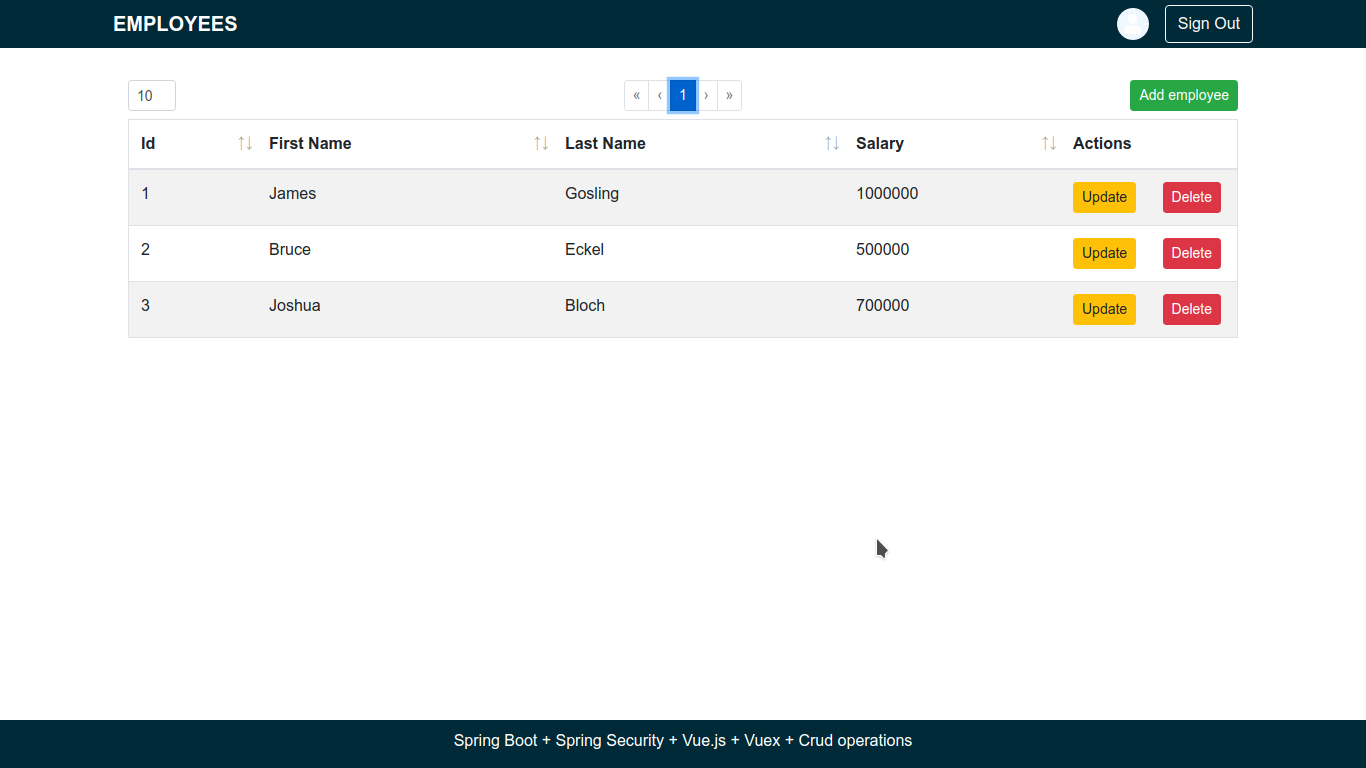 EMPLOYEES Sign Out
10 « ‹ 1 › » Add employee
Id ↑↓ First Name ↑↓ Last Name ↑↓ Salary ↑↓ Actions
1 James Gosling 1000000 Update Delete
2 Bruce Eckel 500000 Update Delete
3 Joshua Bloch 700000 Update Delete
Spring Boot + Spring Security + Vue.js + Vuex + Crud operations